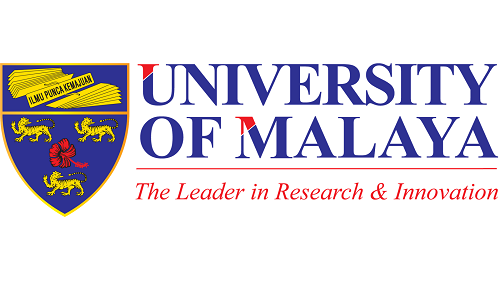 ILMU PUNCA KEMAJUAN
UNIVERSITY
OF MALAYA
The Leader in Research & Innovation